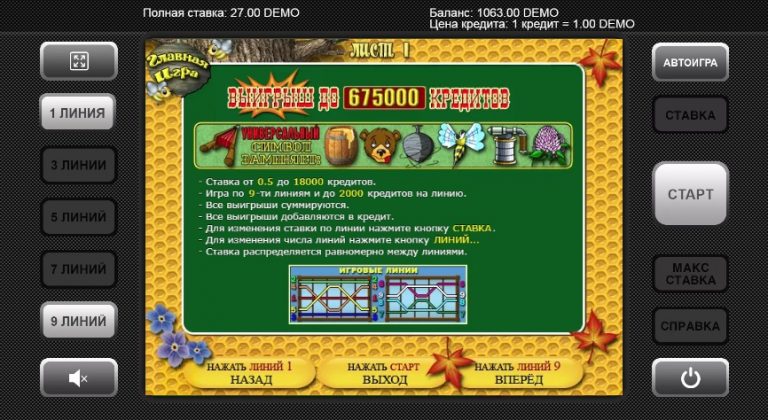 Полная ставка: 27.00 DEMO
Баланс: 1063.00 DEMO
Цена кредита: 1 кредит = 1.00 DEMO
ЛИСТ 1
Главная
Игра
ВЫИГРЫШ ДО 675000 КРЕДИТОВ
УНИВЕРСАЛЬНЫЙ
СИМВОЛ
ЗАМЕНЯЕТ:
- Ставка от 0.5 до 18000 кредитов.
- Игра по 9-ти линиям и до 2000 кредитов на линию.
- Все выигрыши суммируются.
- Все выигрыши добавляются в кредит.
- Для изменения ставки по линии нажмите кнопку СТАВКА.
- Для изменения числа линий нажмите кнопку ЛИНИЙ...
- Ставка распределяется равномерно между линиями.
ИГРОВЫЕ ЛИНИИ
НАЖАТЬ ЛИНИЙ 1
НАЗАД
НАЖАТЬ СТАРТ
ВЫХОД
НАЖАТЬ ЛИНИЙ 9
ВПЕРЁД
1 ЛИНИЯ
3 ЛИНИИ
5 ЛИНИЙ
7 ЛИНИЙ
9 ЛИНИЙ
АВТОИГРА
СТАВКА
СТАРТ
МАКС
СТАВКА
СПРАВКА